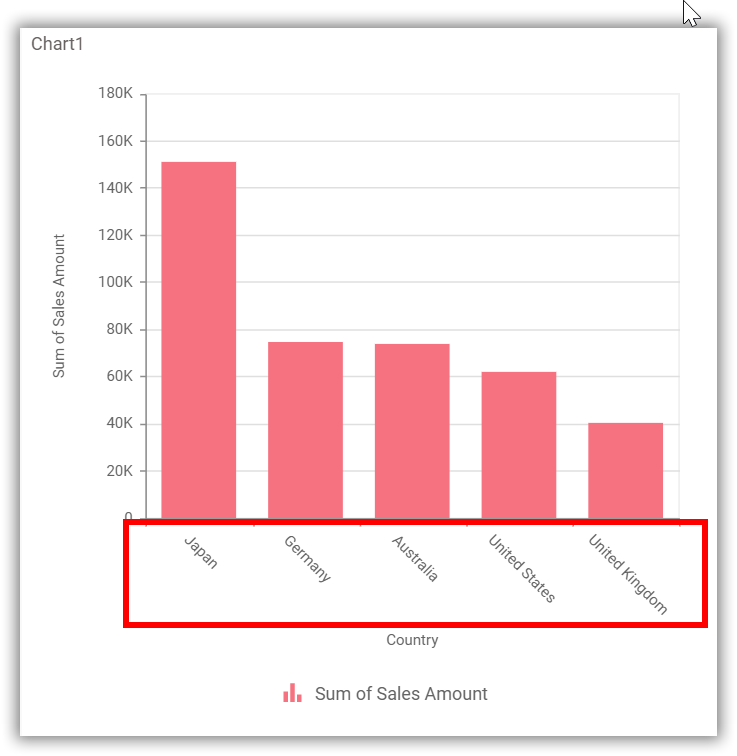 Chart1
180K
160K
140K
120K
100K
80K
60K
40K
20K
0
Sum of Sales Amount
Japan
Germany
Australia
United States
United Kingdom
Country
Sum of Sales Amount